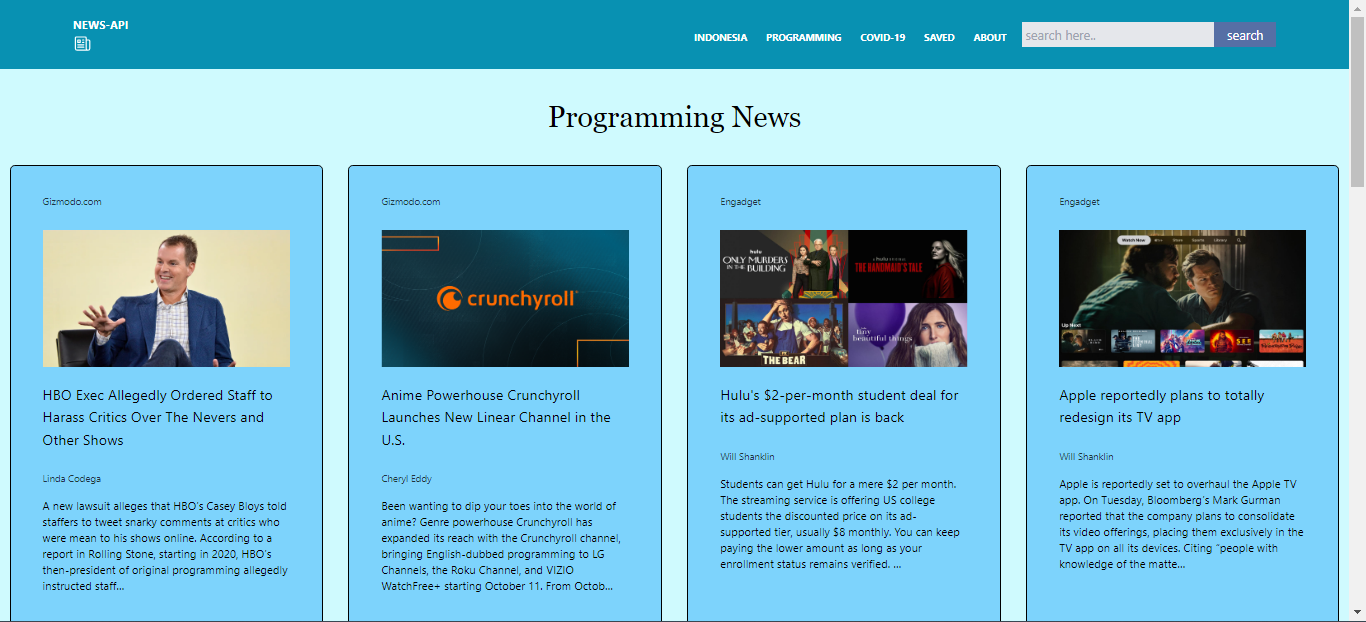 NEWS-API
INDONESIA PROGRAMMING COVID-19 SAVED ABOUT search here.. search
Programming News
Gizmodo.com
HBO Exec Allegedly Ordered Staff to
Harass Critics Over The Nevers and
Other Shows
Linda Codega
A new lawsuit alleges that HBO's Casey Bloys told
staffers to tweet snarky comments at critics who
were mean to his shows online. According to a
report in Rolling Stone, starting in 2020, HBO's
then-president of original programming allegedly
instructed staff…
Gizmodo.com
crunchyroll
Anime Powerhouse Crunchyroll
Launches New Linear Channel in the
U.S.
Cheryl Eddy
Been wanting to dip your toes into the world of
anime? Genre powerhouse Crunchyroll has
expanded its reach with the Crunchyroll channel,
bringing English-dubbed programming to LG
Channels, the Roku Channel, and VIZIO
WatchFree+ starting October 11. From Octob…
Engadget
hulu
ONLY MURDERS
IN THE BUILDING
THE HANDMAID'S TALE
THE BEAR
tiny
beautiful things
Hulu's $2-per-month student deal for
its ad-supported plan is back
Will Shanklin
Students can get Hulu for a mere $2 per month.
The streaming service is offering US college
students the discounted price on its ad-
supported tier, usually $8 monthly. You can keep
paying the lower amount as long as your
enrollment status remains verified. …
Engadget
Watch Now
Up Next
SEE
Apple reportedly plans to totally
redesign its TV app
Will Shanklin
Apple is reportedly set to overhaul the Apple TV
app. On Tuesday, Bloomberg's Mark Gurman
reported that the company plans to consolidate
its video offerings, placing them exclusively in the
TV app on all its devices. Citing "people with
knowledge of the matte…